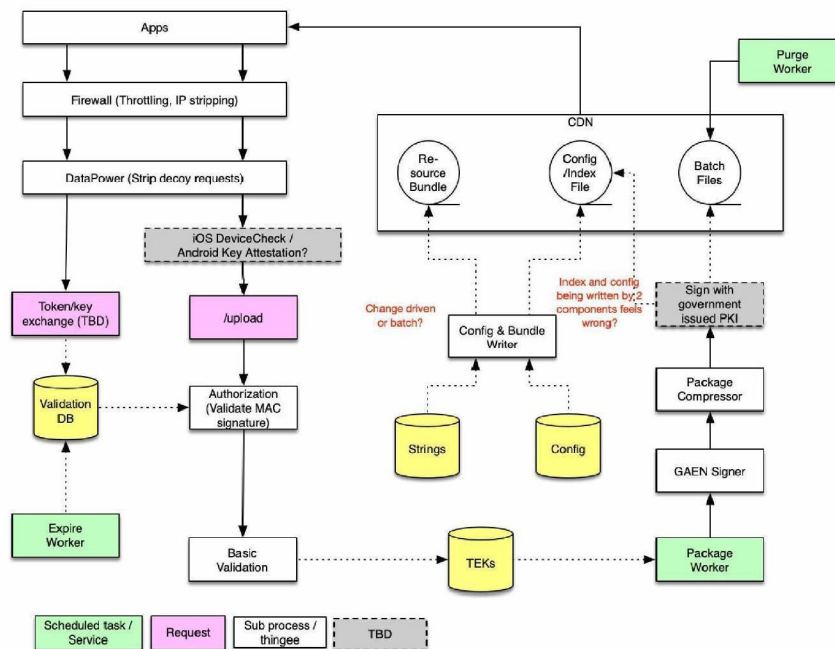 Apps
Purge
Worker
Firewall (Throttling, IP stripping)
CDN
Re-
source
Bundle
Config
/Index
File
Batch
Files
DataPower (Strip decoy requests)
iOS DeviceCheck /
Android Key Attestation?
Token/key
exchange (TBD)
/upload
Change driven
or batch?
Index and config
being written by 2
components feels
wrong?
Sign with
government
issued PKI
Config & Bundle
Writer
Validation
DB
Authorization
(Validate MAC
signature)
Package
Compressor
Strings
Config
GAEN Signer
Expire
Worker
Basic
Validation
TEKs
Package
Worker
Scheduled task /
Service
Request
Sub process /
thingee
TBD